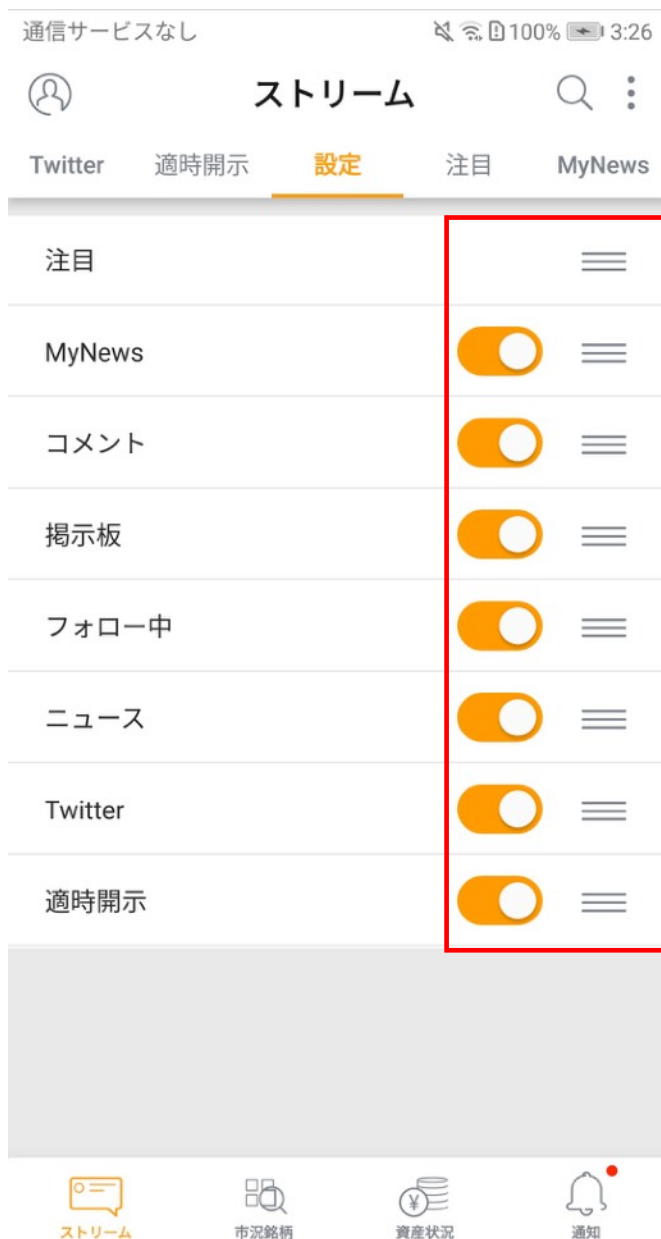 通信サービスなし 100% 3:26
ストリーム
Twitter 適時開示 設定 注目 MyNews
注目
MyNews
コメント
掲示板
フォロー中
ニュース
Twitter
適時開示
ストリーム 市況銘柄 資産状況 通知